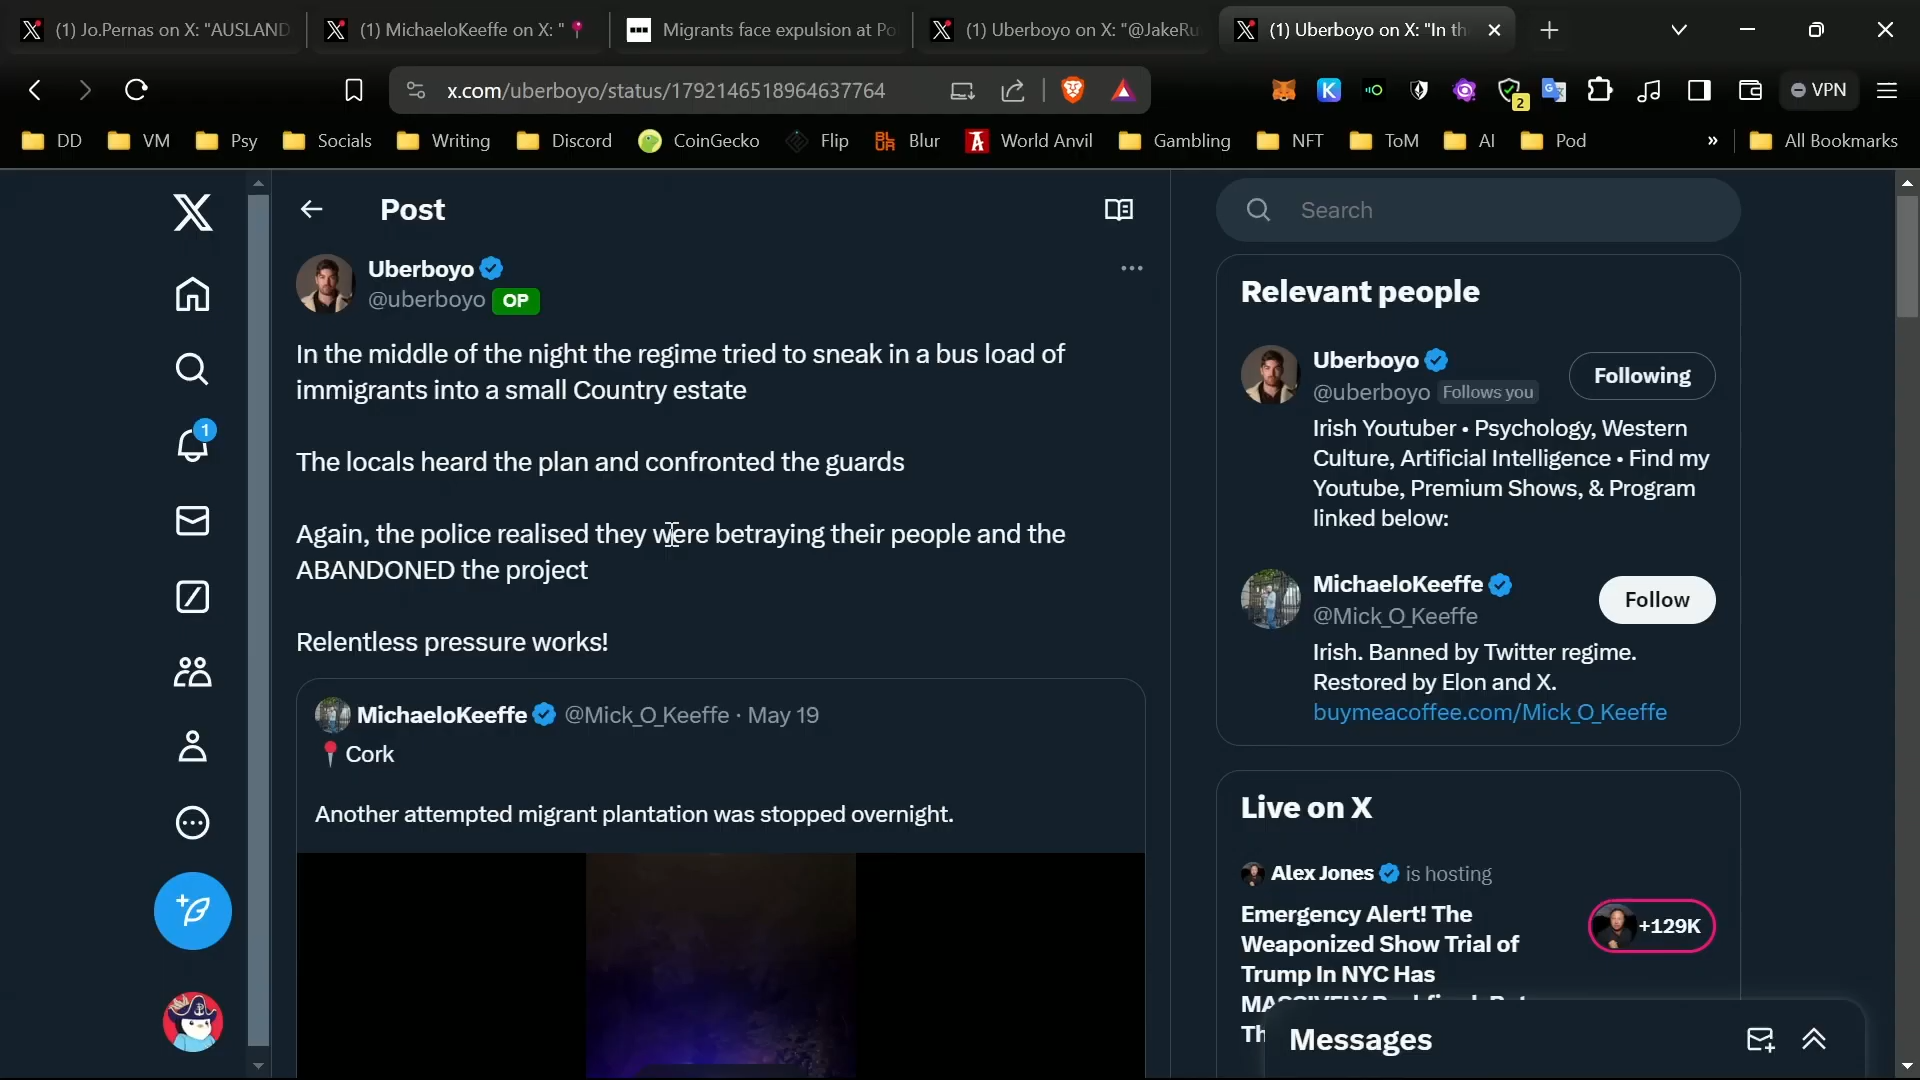 (1) Jo.Pernas on X: "AUSLAND
(1) MichaeloKeeffe on X: "📍
Migrants face expulsion at Po
(1) Uberboyo on X: "@JakeRu
(1) Uberboyo on X: "In th
x.com/uberboyo/status/1792146518964637764
2
VPN
DD
VM
Psy
Socials
Writing
Discord
CoinGecko
Flip
Blur
World Anvil
Gambling
NFT
ToM
AI
Pod
»
All Bookmarks
Post
Uberboyo
@uberboyo OP
In the middle of the night the regime tried to sneak in a bus load of
immigrants into a small Country estate
The locals heard the plan and confronted the guards
Again, the police realised they were betraying their people and the
ABANDONED the project
Relentless pressure works!
MichaeloKeeffe @Mick_O_Keeffe · May 19
📍 Cork
Another attempted migrant plantation was stopped overnight.
1
Search
Relevant people
Uberboyo
@uberboyo Follows you
Following
Irish Youtuber • Psychology, Western
Culture, Artificial Intelligence • Find my
Youtube, Premium Shows, & Program
linked below:
MichaeloKeeffe
@Mick_O_Keeffe
Follow
Irish. Banned by Twitter regime.
Restored by Elon and X.
buymeacoffee.com/Mick_O_Keeffe
Live on X
Alex Jones is hosting
Emergency Alert! The
Weaponized Show Trial of
Trump In NYC Has
+129K
Messages